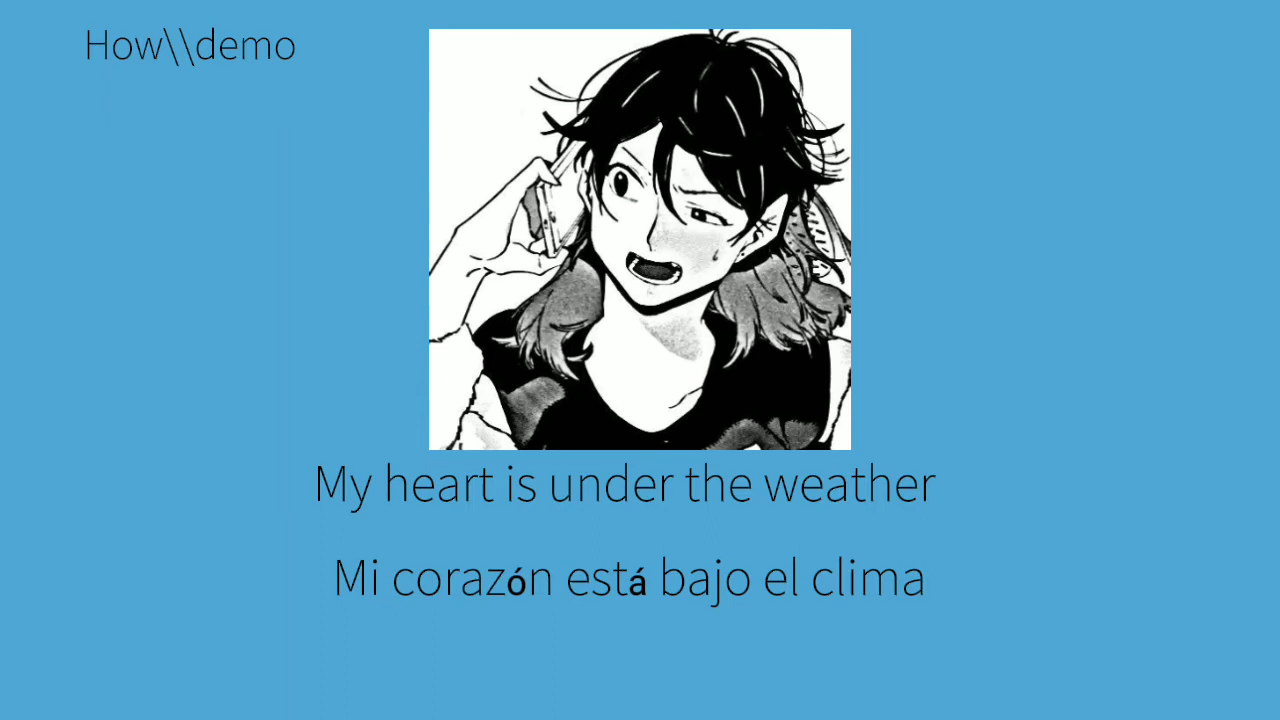 How\\demo
My heart is under the weather
Mi corazón está bajo el clima